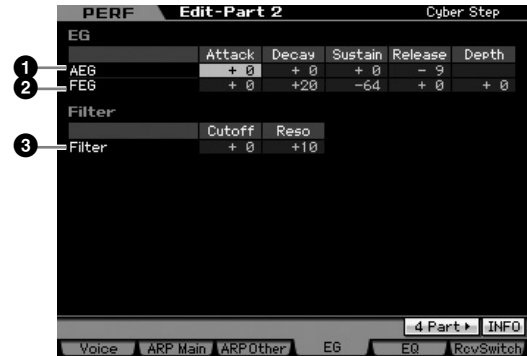 PERF Edit-Part 2 Cyber Step
EG
Attack Decay Sustain Release Depth
1 AEG + 0 + 0 + 0 - 9
2 FEG + 0 +20 -64 + 0 + 0
Filter
Cutoff Reso
3 Filter + 0 +10
4 Part INFO
Voice ARP Main ARP Other EG EQ RcvSwitch